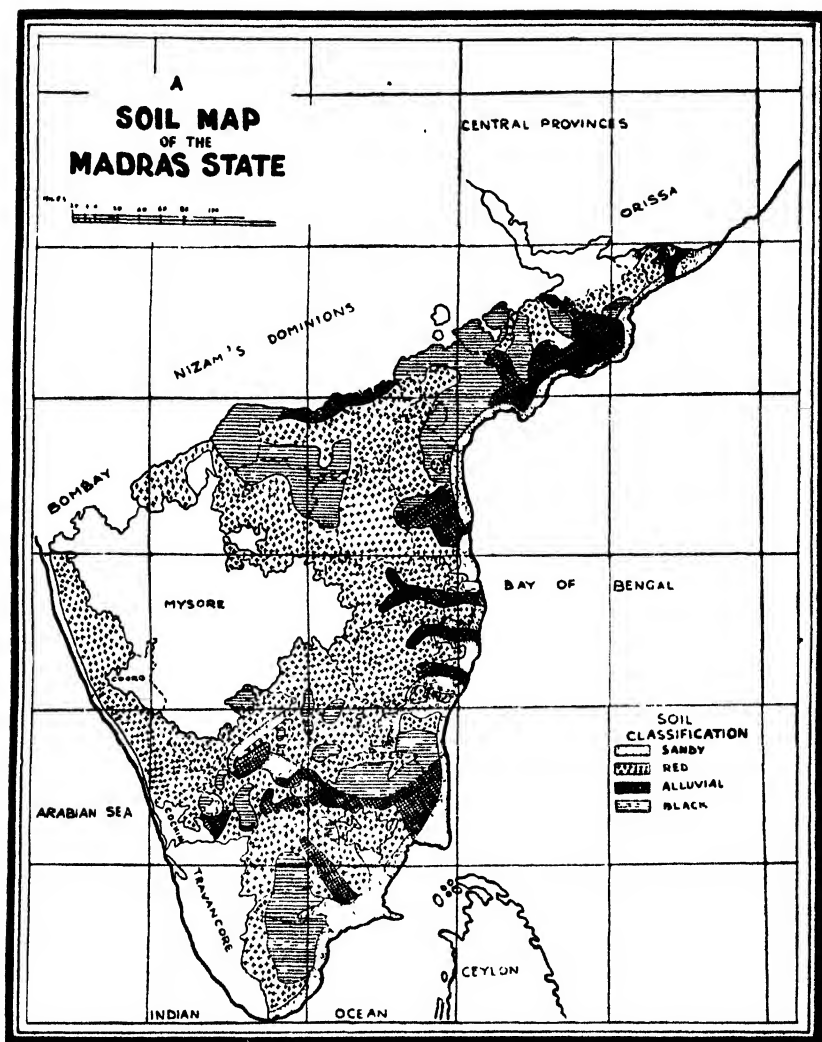 A
SOIL MAP
OF THE
MADRAS STATE
MILES
CENTRAL PROVINCES
ORISSA
NIZAM'S DOMINIONS
BOMBAY
MYSORE
BAY OF BENGAL
COORG
SOIL
CLASSIFICATION
SANDY
RED
ALLUVIAL
BLACK
ARABIAN SEA
COCHIN
TRAVANCORE
CEYLON
INDIAN OCEAN